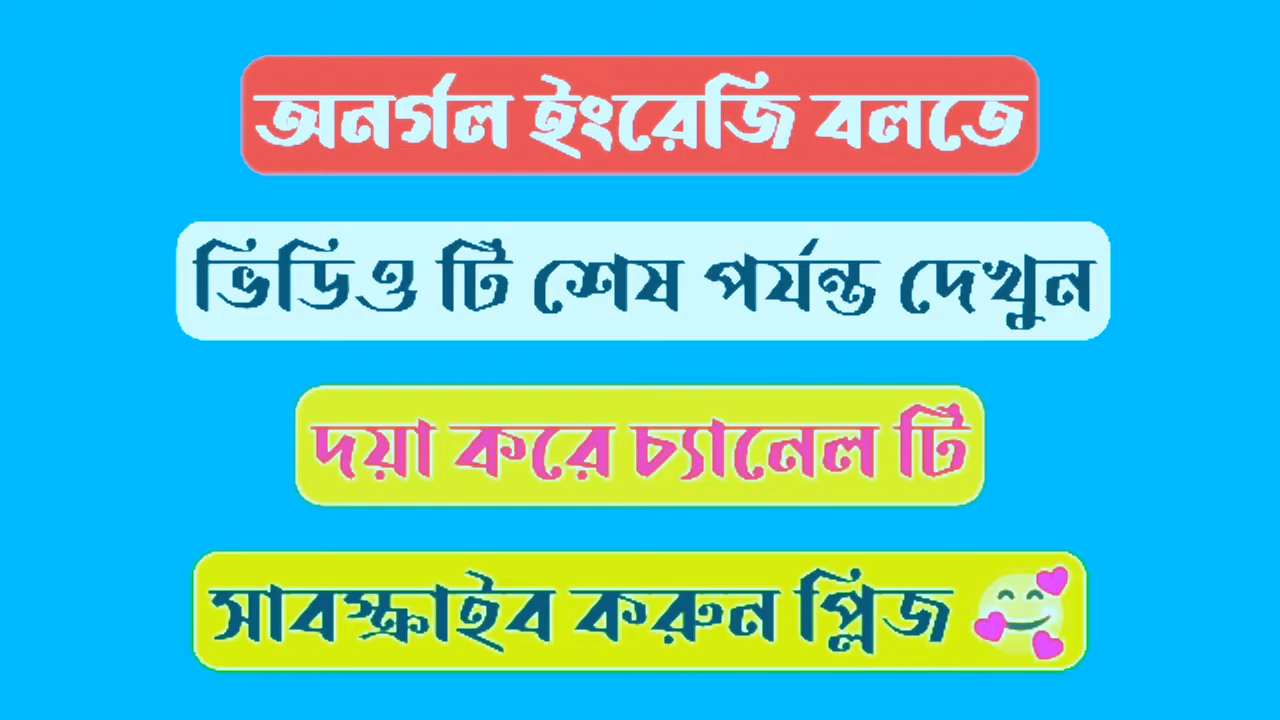 অনর্গল ইংরেজি বলতে
ভিডিও টি শেষ পর্যন্ত দেখুন
দয়া করে চ্যানেল টি
সাবস্ক্রাইব করুন প্লিজ 🥰